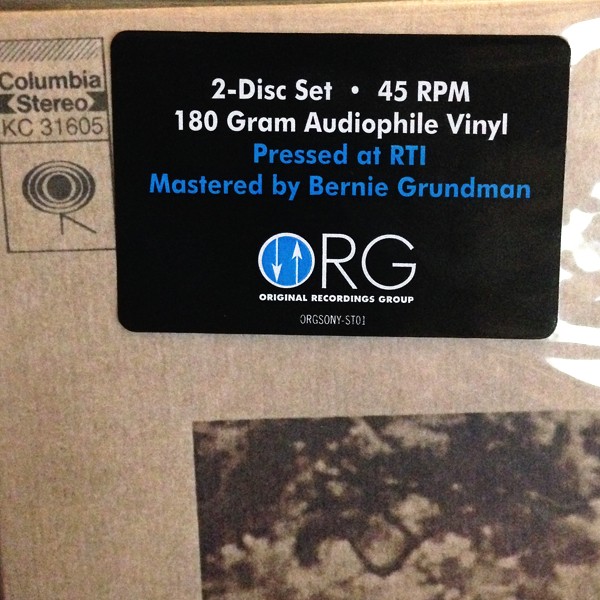 Columbia
Stereo
KC 31605
2-Disc Set • 45 RPM
180 Gram Audiophile Vinyl
Pressed at RTI
Mastered by Bernie Grundman
ORG
ORIGINAL RECORDINGS GROUP
ORGSONY-ST01